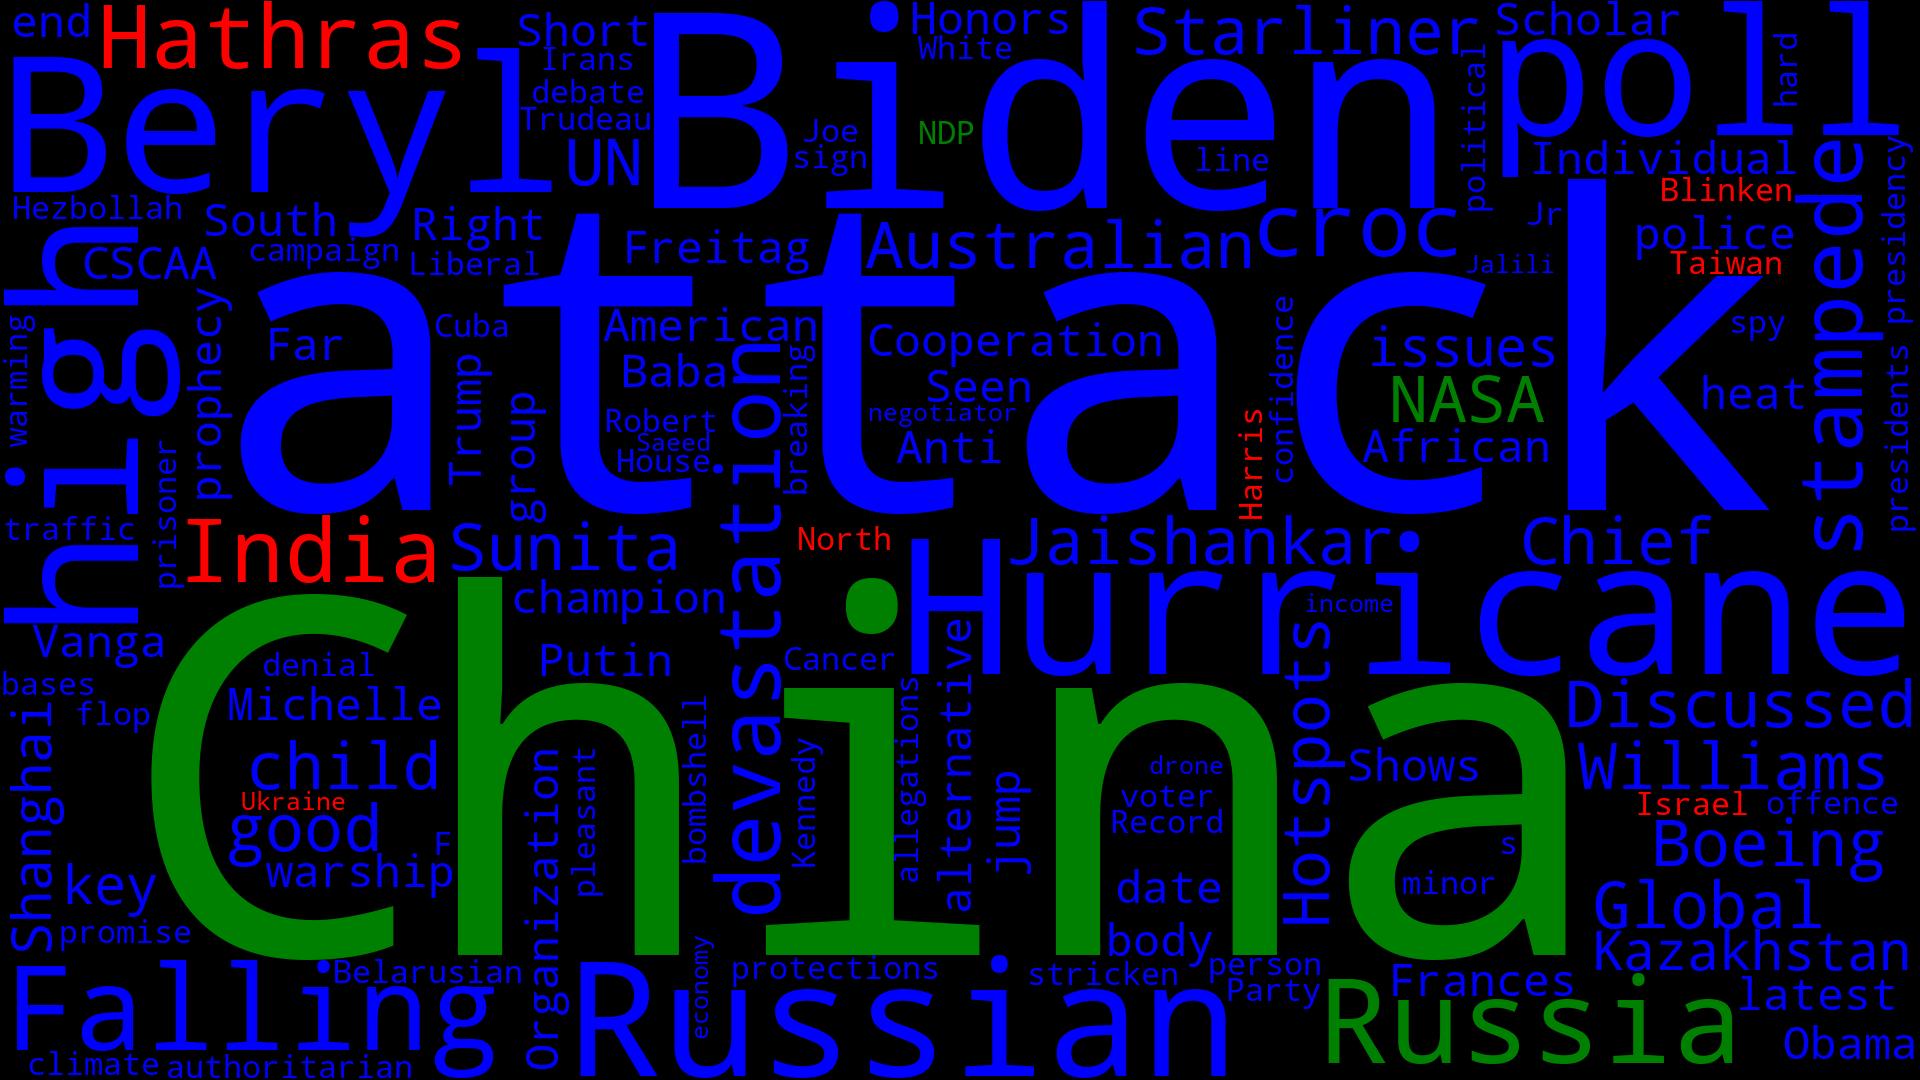 end
Hathras
Short
Biden
Honors
Starliner
Scholar
poll
hard
Beryl
Irans
White
debate
Trudeau
UN
Joe
sign
NDP
line
political
Individual
stampede
presidency
Hezbollah
South
Right
campaign
Liberal
CSCAA
Freitag
Australian
croc
Jr
Blinken
police
Taiwan
Jalili
high
attack
prophecy
warming
Far
Cuba
American
Cooperation
confidence
issues
spy
Trump
Baba
devastation
breaking
Seen
NASA
heat
presidents
group
Robert
Saeed
House
negotiator
Anti
Harris
African
prisoner
traffic
India
Sunita
North
Hurricane
Jaishankar
Chief
champion
income
Vanga
China
denial
Putin
Cancer
alternative
Hotspots
bases
flop
Michelle
Discussed
Shanghai
child
Organization
pleasant
bombshell
Kennedy
allegations
jump
drone
Shows
Williams
Ukraine
good
voter
Record
Israel
offence
F
s
Boeing
key
warship
date
minor
Global
promise
body
Kazakhstan
Falling
Belarusian
economy
Russian
protections
stricken
person
Party
Russia
Frances
latest
climate
authoritarian
Obama